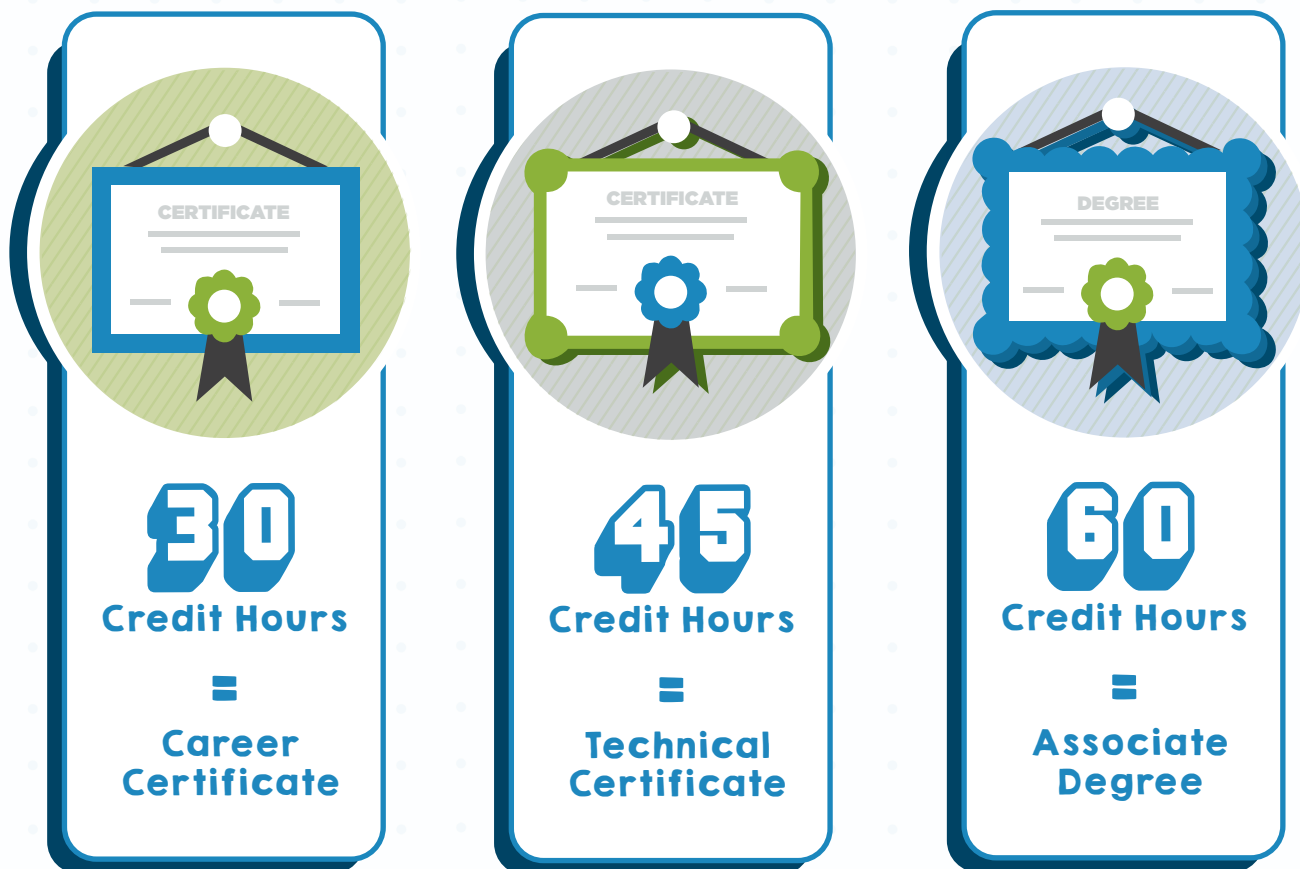 CERTIFICATE
30
Credit Hours
=
Career
Certificate
CERTIFICATE
45
Credit Hours
=
Technical
Certificate
DEGREE
60
Credit Hours
=
Associate
Degree